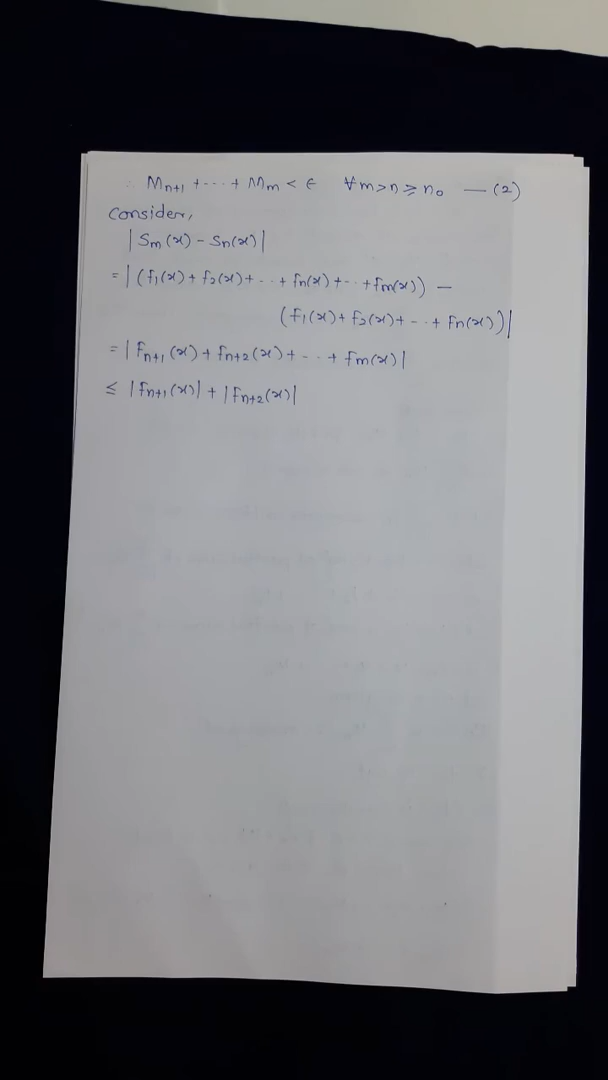 ∴ Mn+1 + --- + Mm < ε ∀ m > n ≥ n0 — (2)
consider,
| Sm(x) - Sn(x) |
= | (f1(x) + f2(x) + - - + fn(x) + -- + fm(x)) —
(f1(x) + f2(x) + - - + fn(x)) |
= | fn+1(x) + fn+2(x) + - - + fm(x) |
≤ | fn+1(x) | + | fn+2(x) |